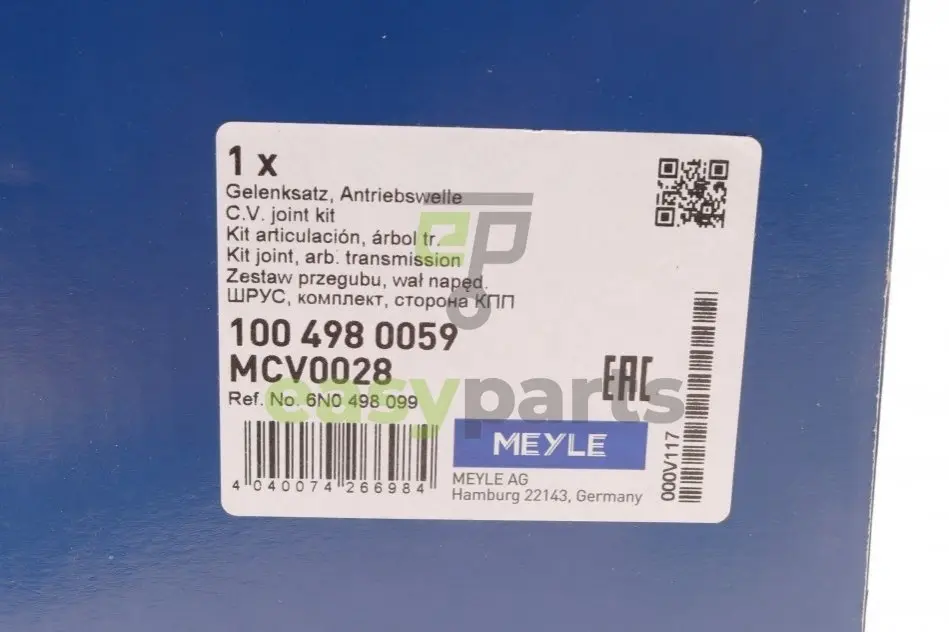 1 x
Gelenksatz, Antriebswelle
C.V. joint kit
Kit articulación, árbol tr.
Kit joint, arb. transmission
Zestaw przegubu, wał napęd.
ШРУС, комплект, сторона КПП
100 498 0059
MCV0028
Ref. No. 6N0 498 099
4 040074 266984
EAC
MEYLE
MEYLE AG
Hamburg 22143, Germany
000V117
ep
easyparts